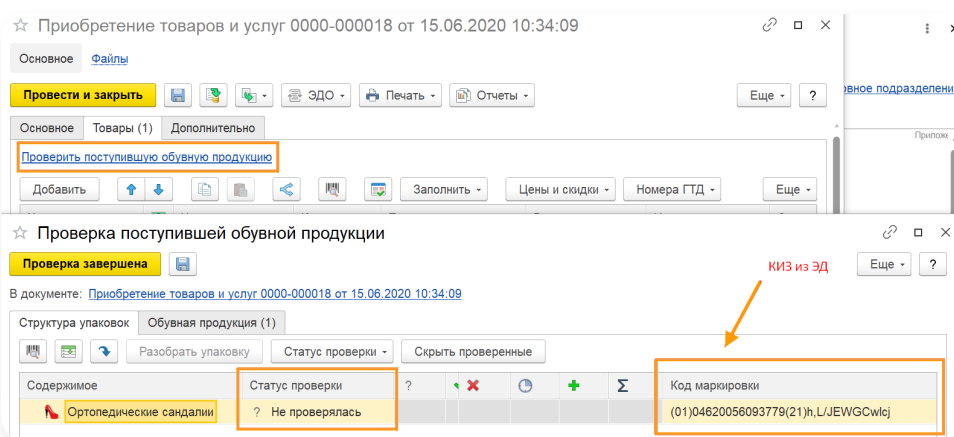 Приобретение товаров и услуг 0000-000018 от 15.06.2020 10:34:09
Основное Файлы
Провести и закрыть ЭДО Печать Отчеты Еще ?
вное подразделени
Основное Товары (1) Дополнительно
Прилож
Проверить поступившую обувную продукцию
Добавить Заполнить Цены и скидки Номера ГТД Еще
Проверка поступившей обувной продукции
Проверка завершена КИЗ из ЭД Еще ?
В документе: Приобретение товаров и услуг 0000-000018 от 15.06.2020 10:34:09
Структура упаковок Обувная продукция (1)
Разобрать упаковку Статус проверки Скрыть проверенные
Содержимое Статус проверки ? Σ Код маркировки
Ортопедические сандалии ? Не проверялась (01)04620056093779(21)h,L/JEWGCwlcj